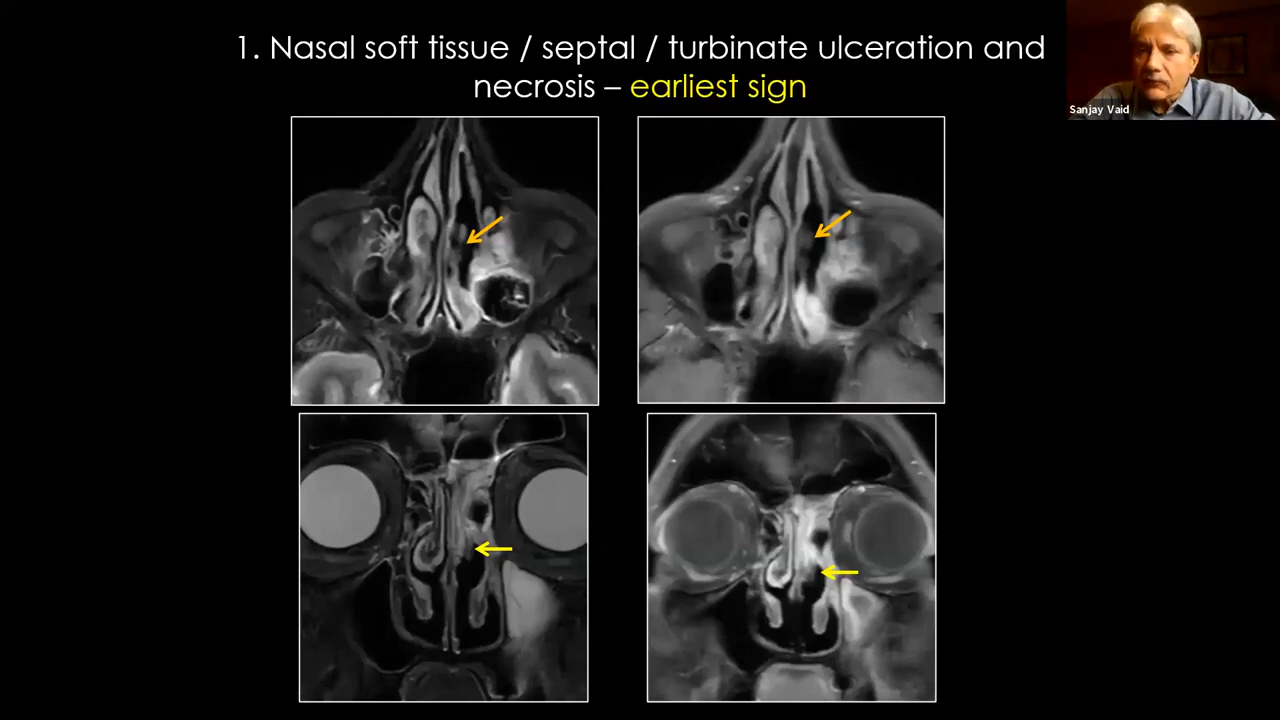 1. Nasal soft tissue / septal / turbinate ulceration and
necrosis – earliest sign
Sanjay Vaid